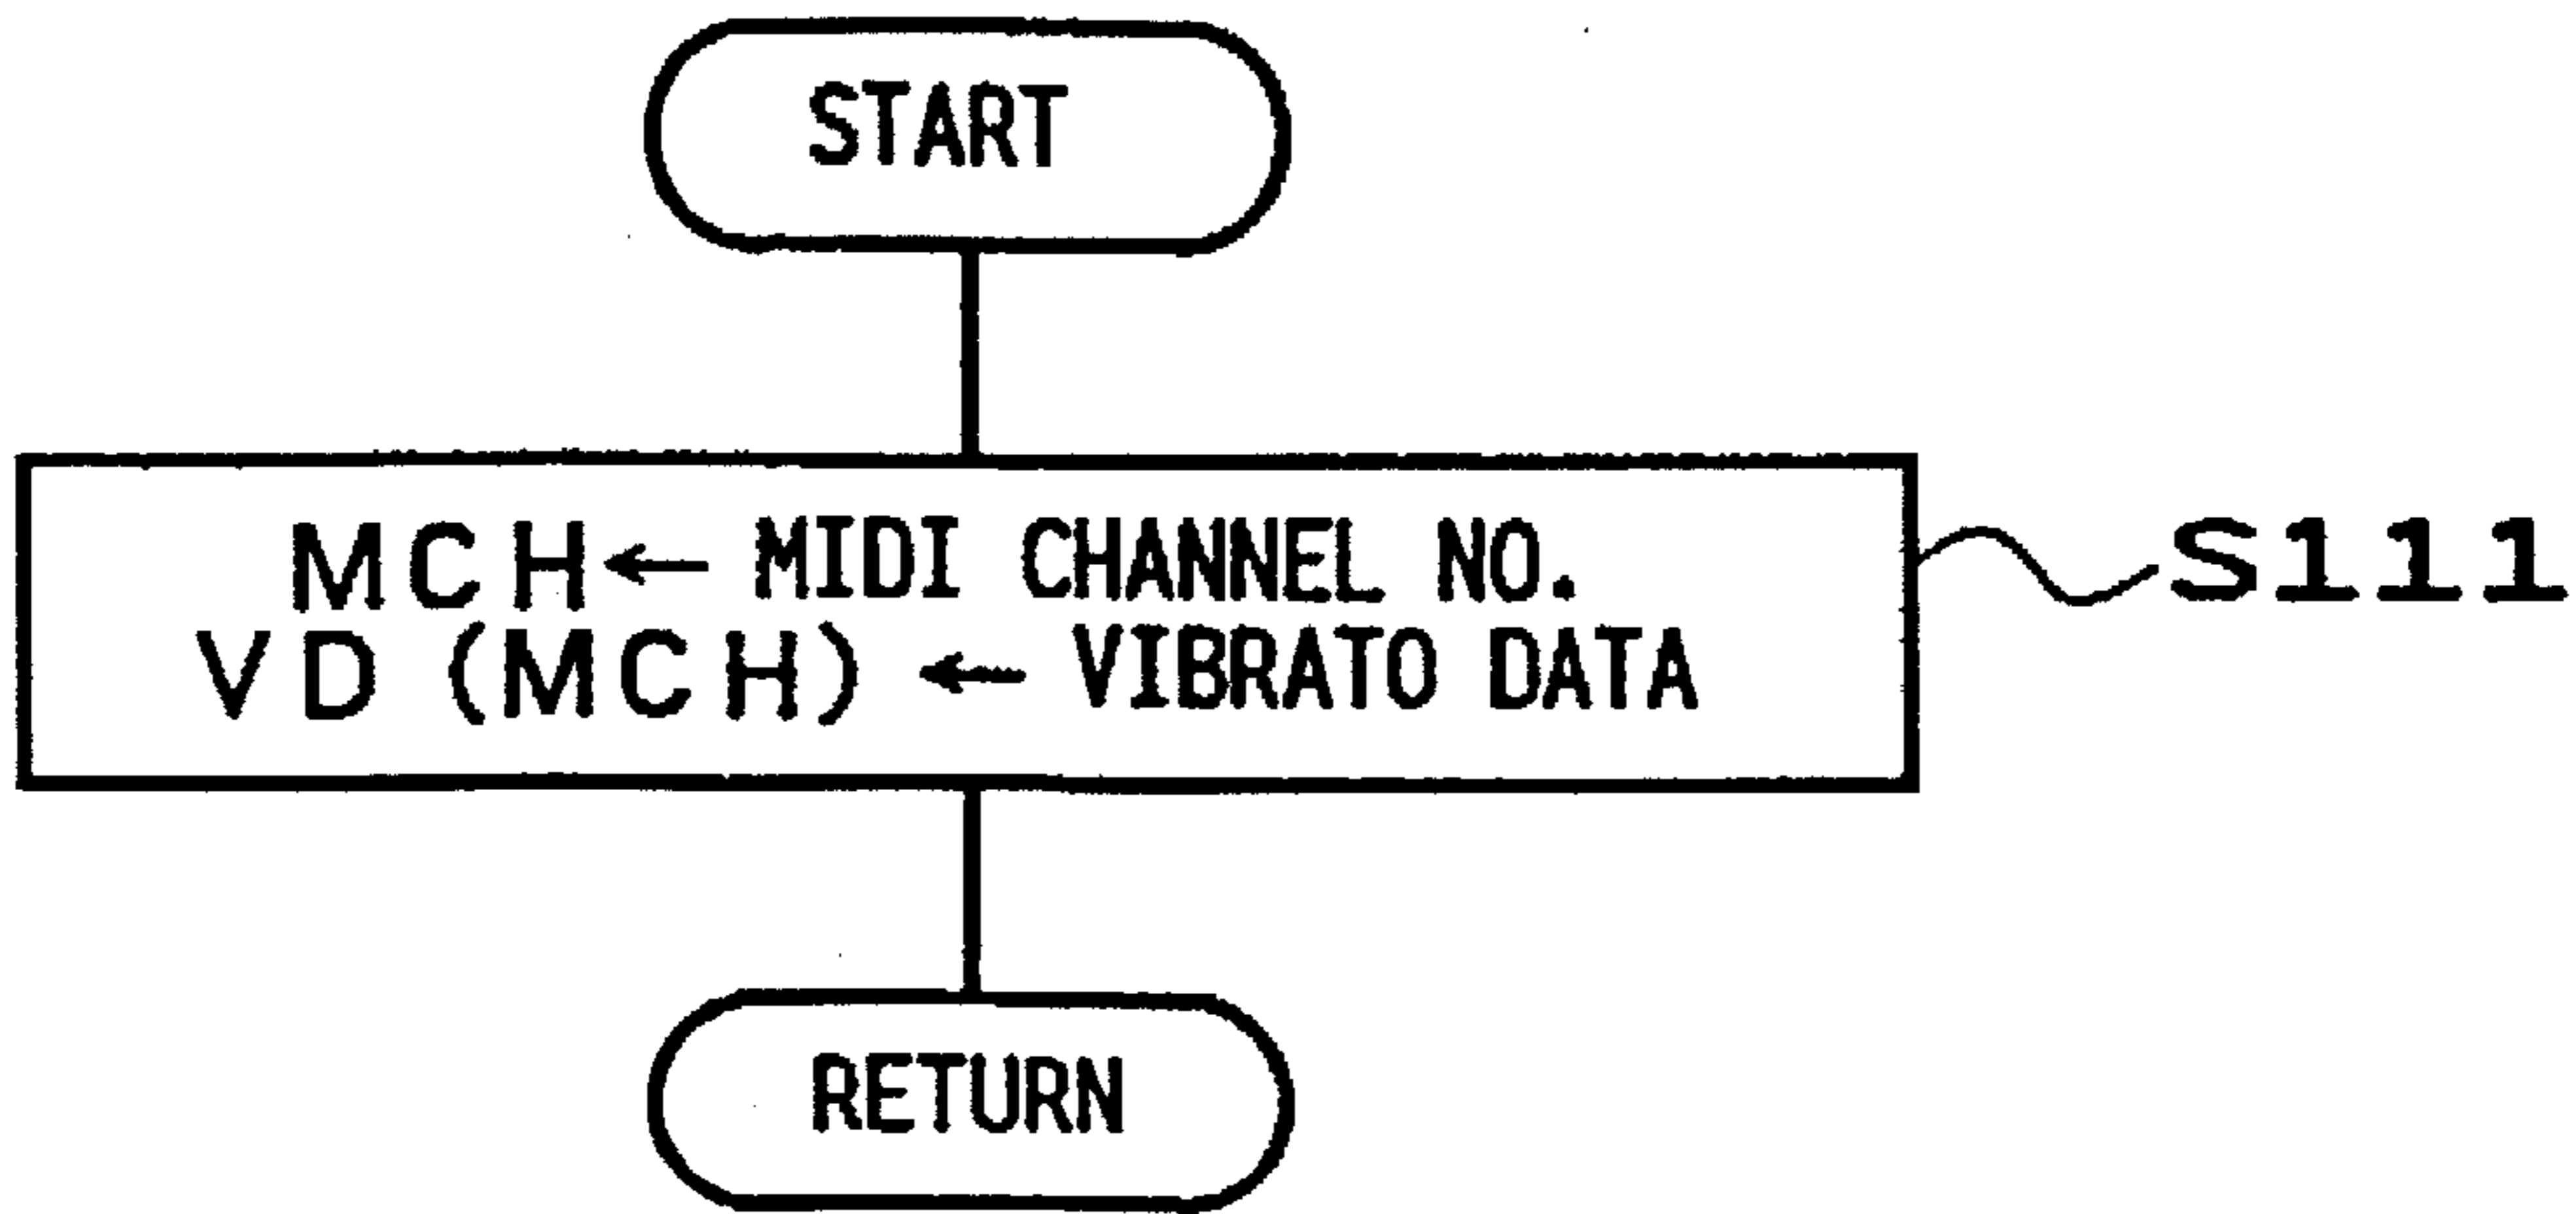 START
MCH← MIDI CHANNEL NO.
VD (MCH) ← VIBRATO DATA
S111
RETURN